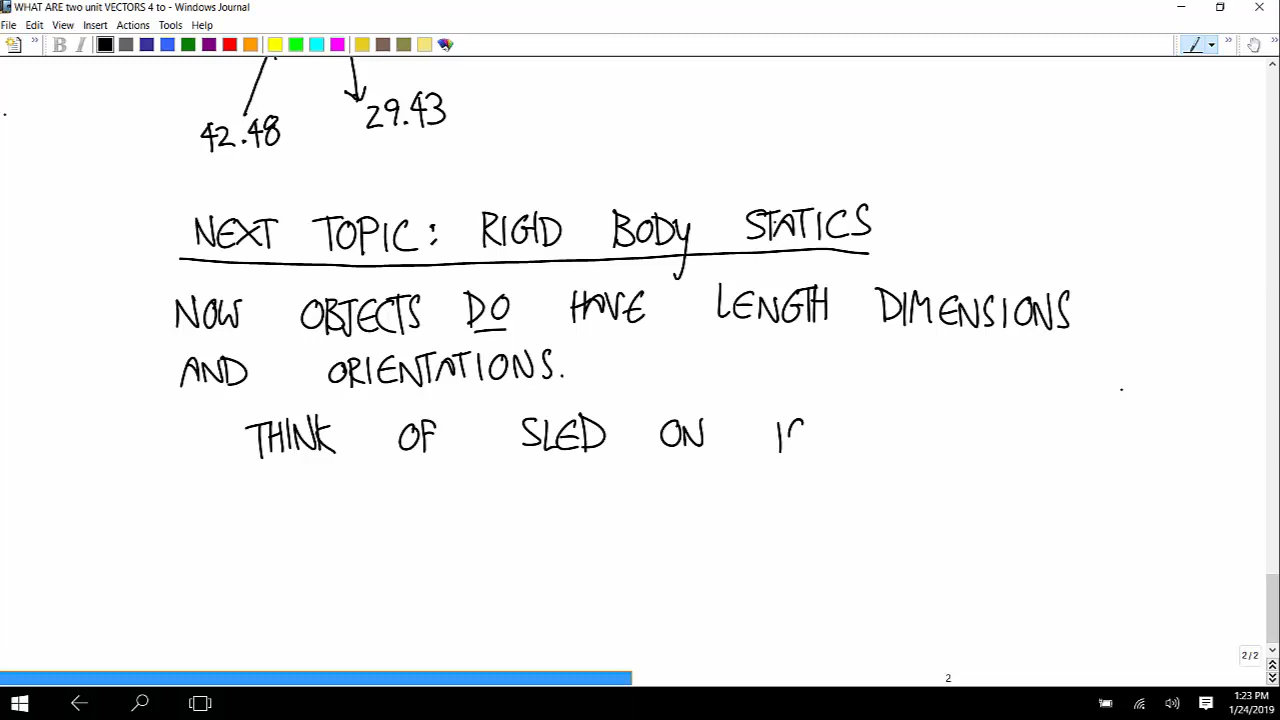 WHAT ARE two unit VECTORS 4 to - Windows Journal
File Edit View Insert Actions Tools Help
B I
42.48
29.43
NEXT TOPIC: RIGID BODY STATICS
NOW OBJECTS DO HAVE LENGTH DIMENSIONS
AND ORIENTATIONS.
THINK OF SLED ON
2/2
2
1:23 PM
1/24/2019